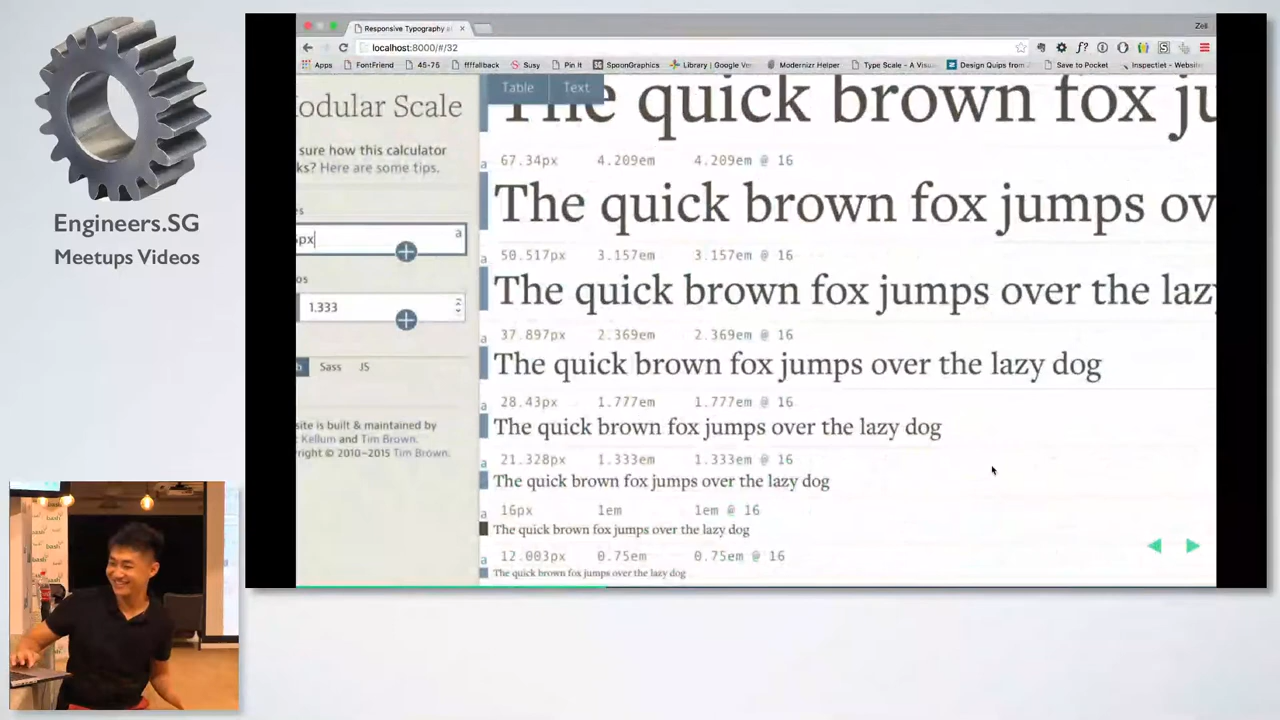 Engineers.SG
Meetups Videos
Responsive Typography a
Zell
localhost:8000/#/32
Apps
FontFriend
45-75
ffffallback
Susy
Pin It
SpoonGraphics
Library | Google We
Modernizr Helper
Type Scale - A Visu
Design Quips from
Save to Pocket
Inspectlet - Website
odular Scale
sure how this calculator
ks? Here are some tips.
es
px
a
os
1.333
b
Sass
JS
site is built & maintained by
Kellum and Tim Brown.
right © 2010–2015 Tim Brown.
Table
Text
The quick brown fox ju
a 67.34px 4.209em 4.209em @ 16
The quick brown fox jumps ov
a 50.517px 3.157em 3.157em @ 16
The quick brown fox jumps over the lazy
a 37.897px 2.369em 2.369em @ 16
The quick brown fox jumps over the lazy dog
a 28.43px 1.777em 1.777em @ 16
The quick brown fox jumps over the lazy dog
a 21.328px 1.333em 1.333em @ 16
The quick brown fox jumps over the lazy dog
a 16px 1em 1em @ 16
The quick brown fox jumps over the lazy dog
a 12.003px 0.75em 0.75em @ 16
The quick brown fox jumps over the lazy dog
bash